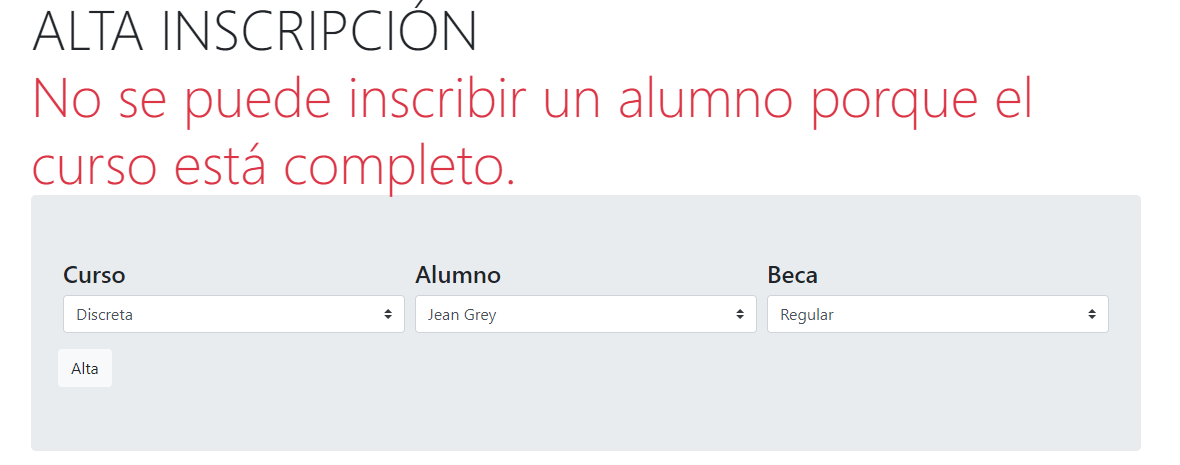 ALTA INSCRIPCIÓN
No se puede inscribir un alumno porque el
curso está completo.
Curso Alumno Beca
Discreta Jean Grey Regular
Alta